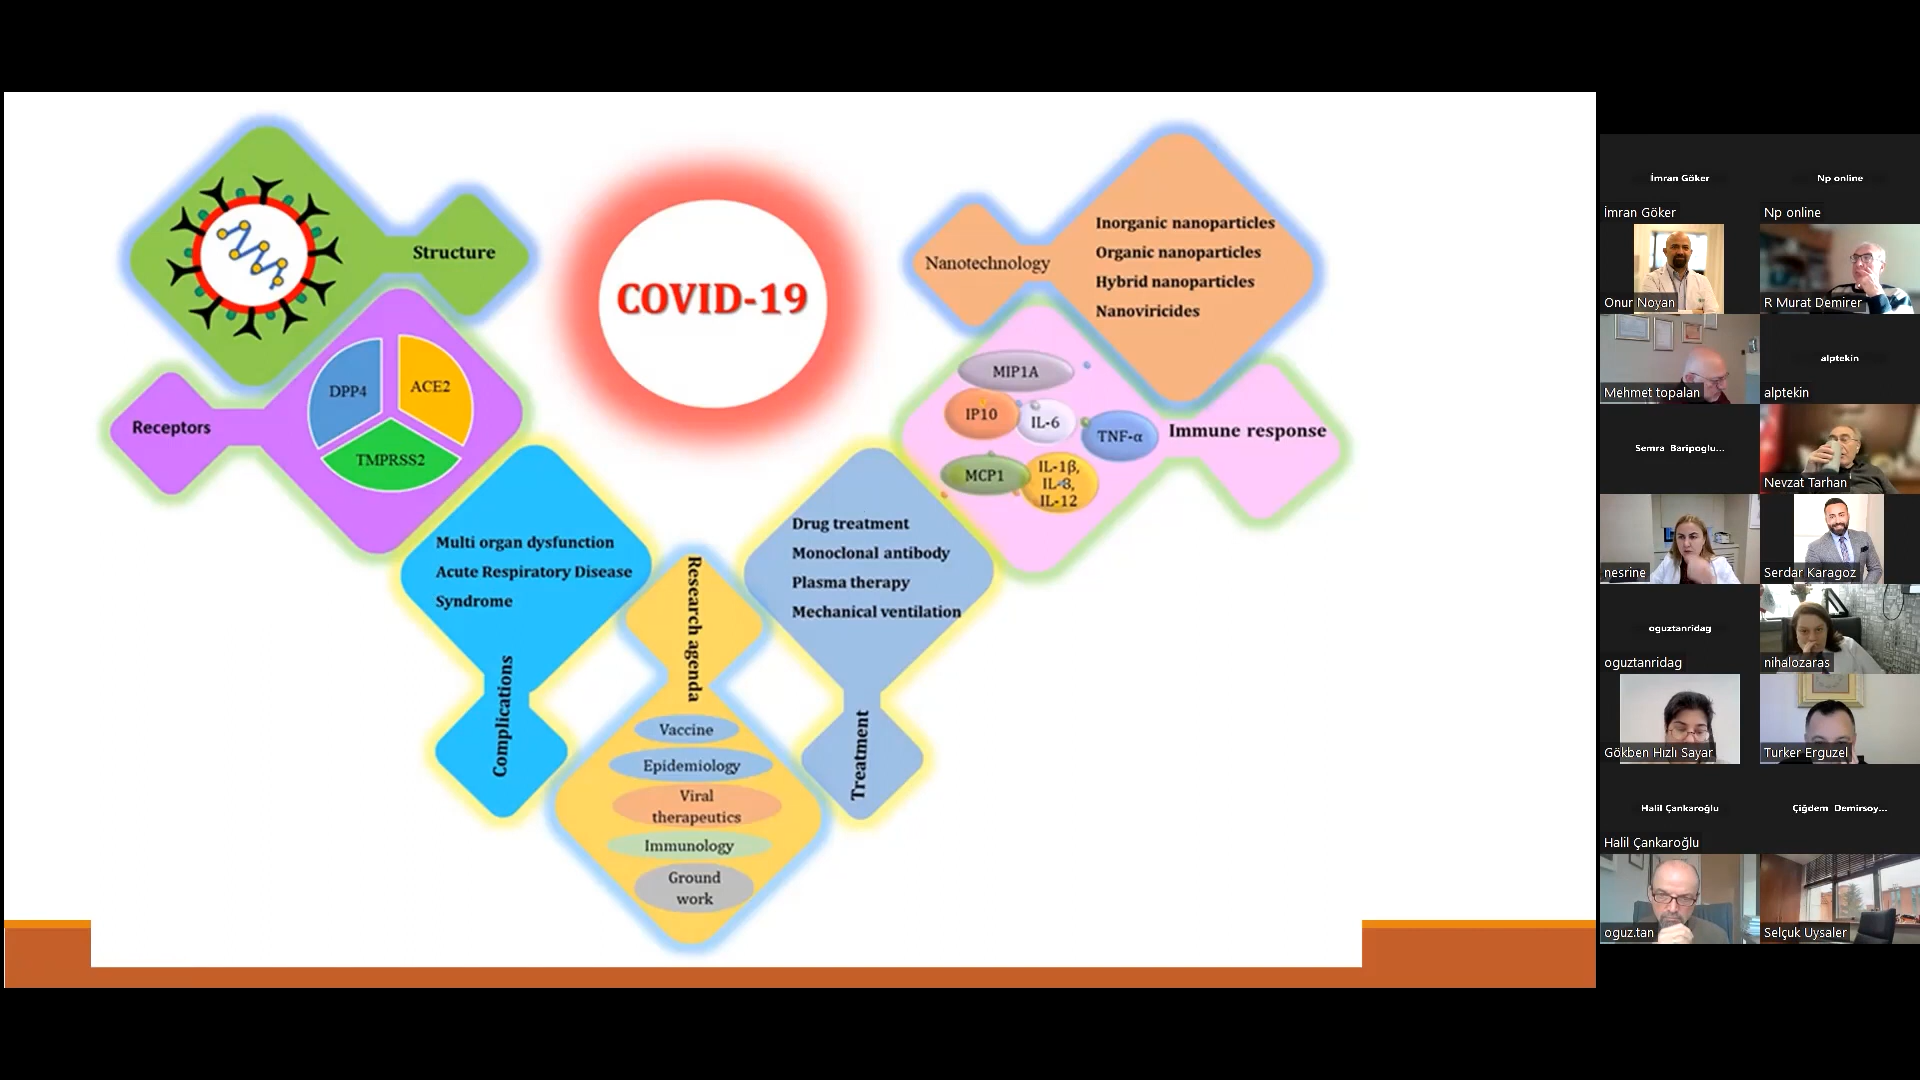 Structure
COVID-19
Nanotechnology
Inorganic nanoparticles
Organic nanoparticles
Hybrid nanoparticles
Nanoviricides
Receptors
DPP4
ACE2
TMPRSS2
MIP1A
IP10
IL-6
TNF-α
MCP1
IL-1β,
IL-8,
IL-12
Immune response
Multi organ dysfunction
Acute Respiratory Disease
Syndrome
Complications
Research agenda
Vaccine
Epidemiology
Viral
therapeutics
Immunology
Ground
work
Drug treatment
Monoclonal antibody
Plasma therapy
Mechanical ventilation
Treatment
İmran Göker
İmran Göker
Np online
Np online
Onur Noyan
R Murat Demirer
Mehmet topalan
alptekin
alptekin
Semra Baripoglu...
Nevzat Tarhan
nesrine
Serdar Karagoz
oguztanridag
oguztanridag
nihalozaras
Gökben Hızlı Sayar
Turker Erguzel
Halil Çankaroğlu
Halil Çankaroğlu
Çiğdem Demirsoy...
oguz.tan
Selçuk Uysaler